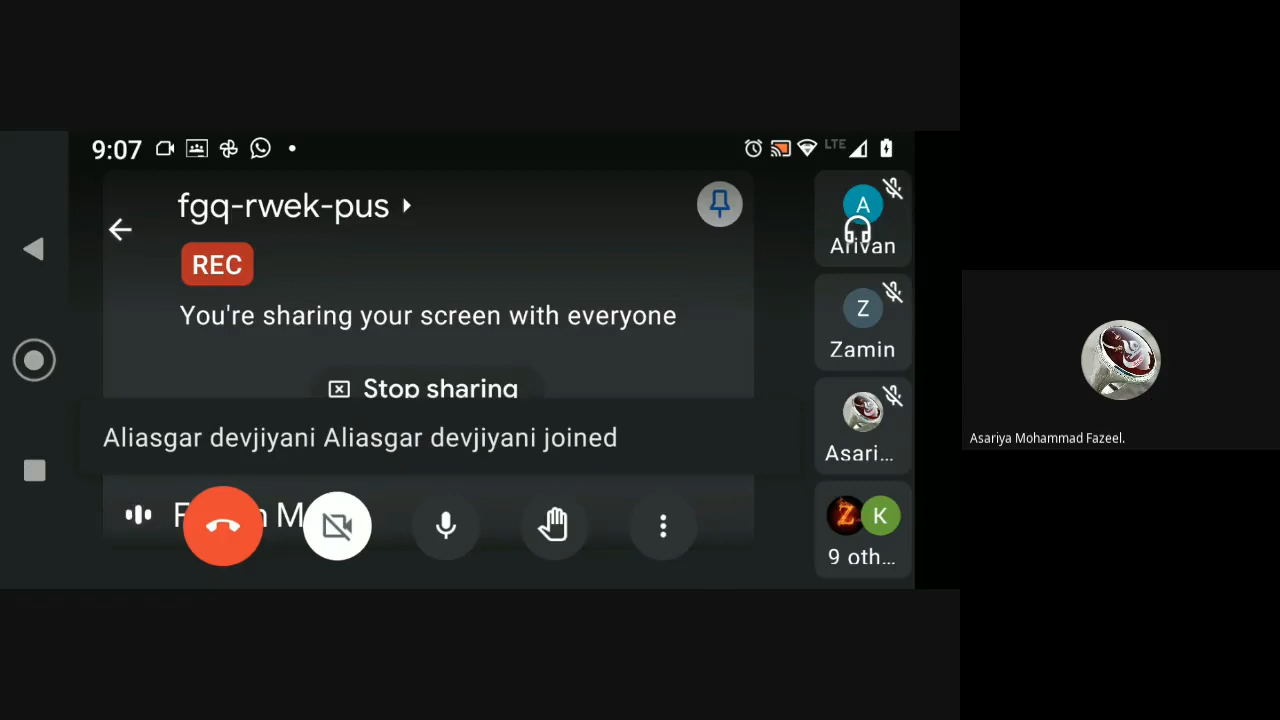 9:07
LTE
fgq-rwek-pus
REC
You're sharing your screen with everyone
Stop sharing
Aliasgar devjiyani Aliasgar devjiyani joined
A
Arivan
Z
Zamin
Asari...
K
9 oth...
Asariya Mohammad Fazeel.